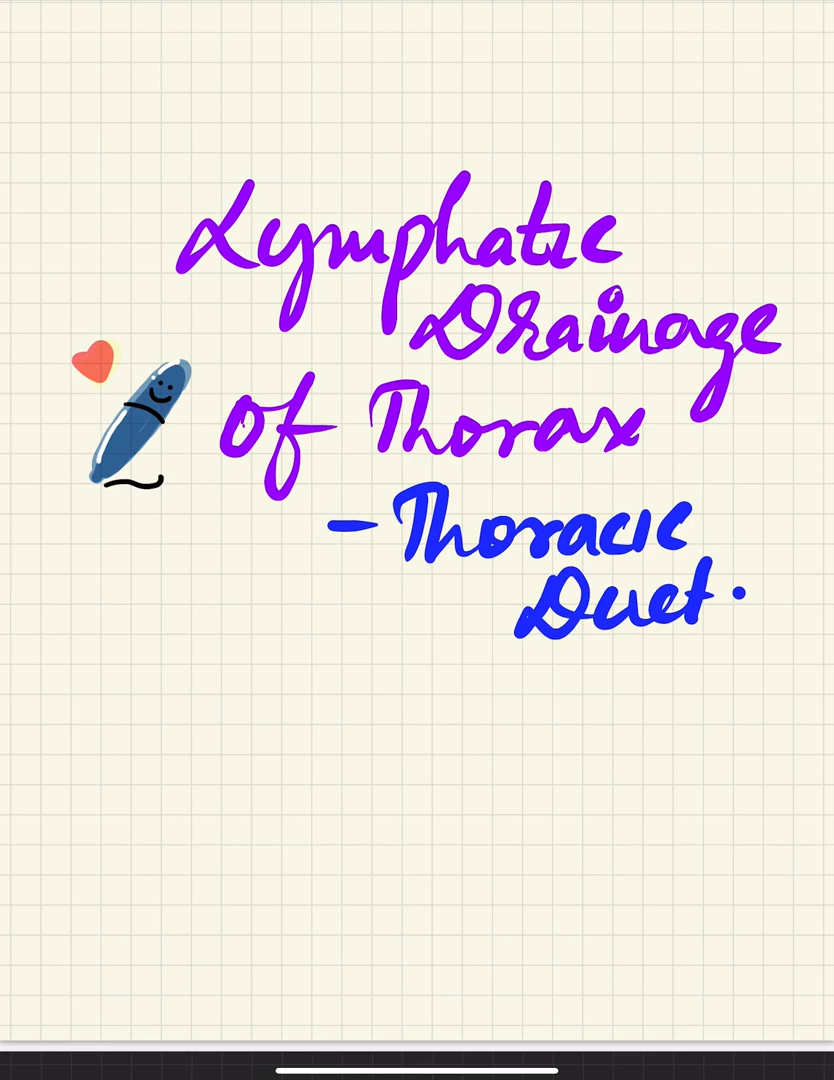 Lymphatic
Drainage
Of Thorax
- Thoracic
Duct.